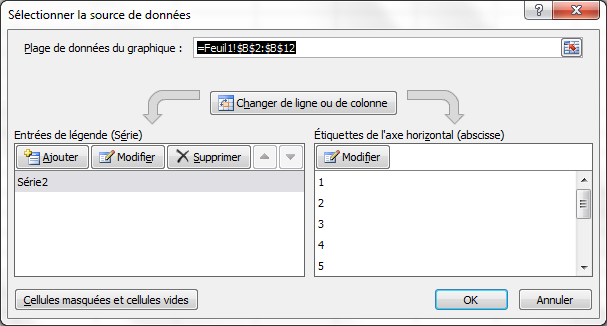 Sélectionner la source de données
Plage de données du graphique : =Feuil1!$B$2:$B$12
Changer de ligne ou de colonne
Entrées de légende (Série)
Ajouter Modifier Supprimer
Série2
Étiquettes de l'axe horizontal (abscisse)
Modifier
1
2
3
4
5
Cellules masquées et cellules vides
OK Annuler